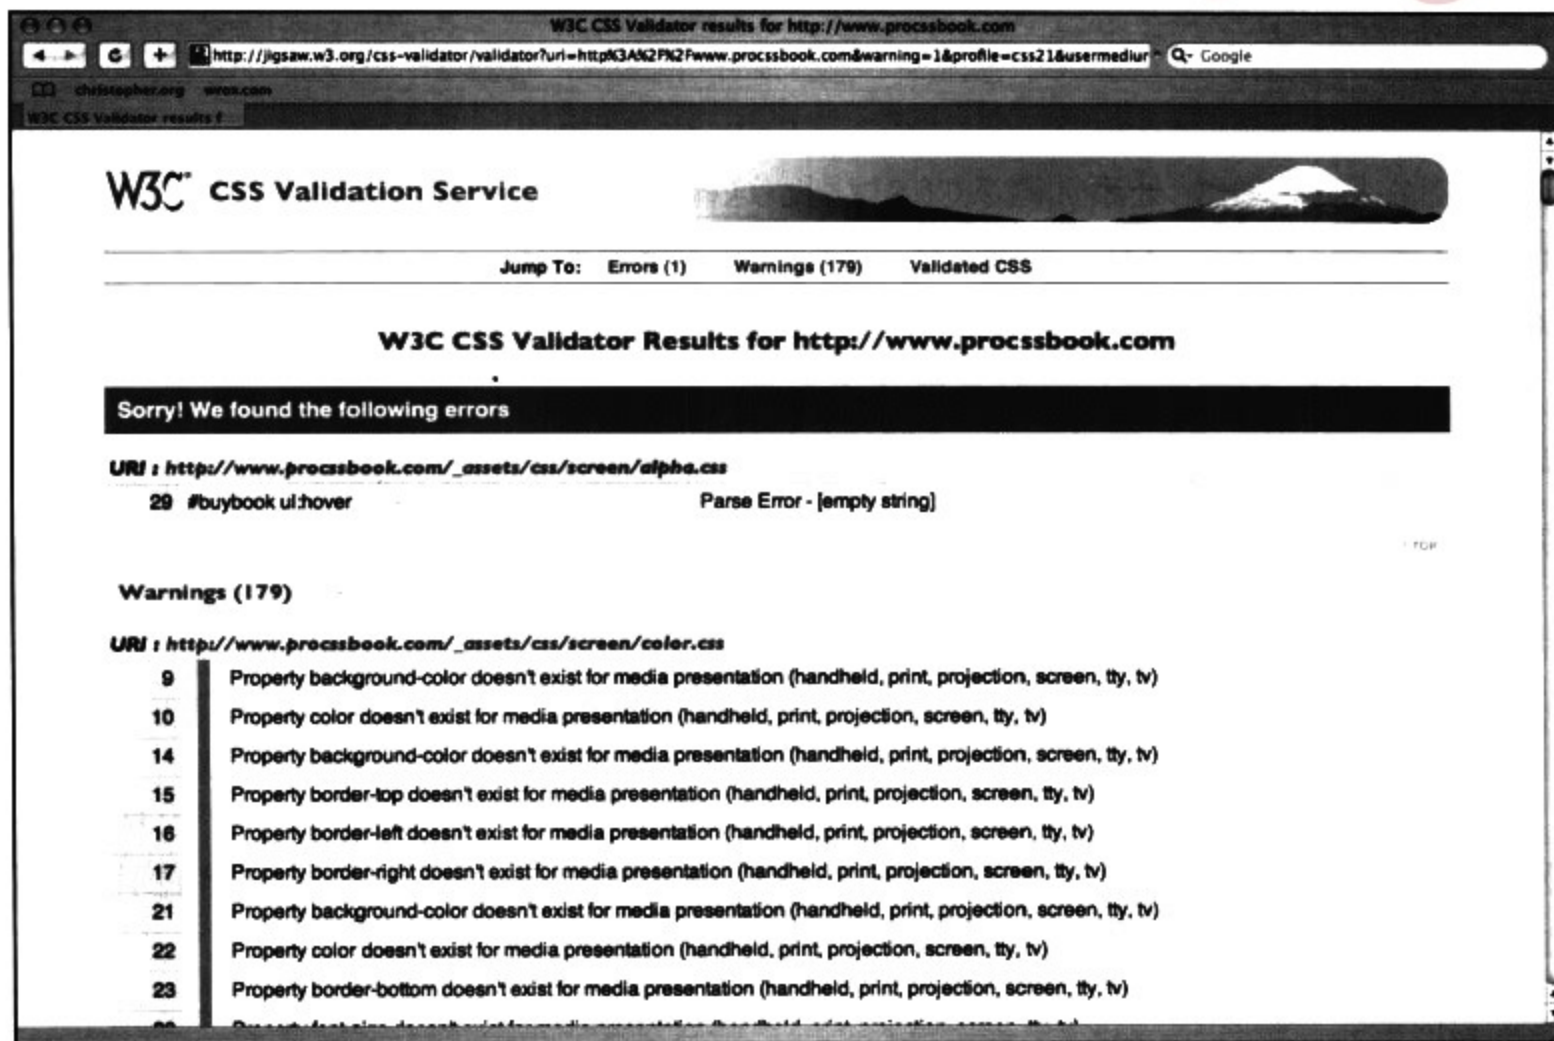 W3C CSS Validator results for http://www.procssbook.com
http://jigsaw.w3.org/css-validator/validator?uri=http%3A%2F%2Fwww.procssbook.com&warning=1&profile=css21&usermediur
Google
christopher.org wrox.com
W3C CSS Validator results f
W3C CSS Validation Service
Jump To: Errors (1) Warnings (179) Validated CSS
W3C CSS Validator Results for http://www.procssbook.com
Sorry! We found the following errors
URI : http://www.procssbook.com/_assets/css/screen/alpha.css
29 #buybook ul:hover Parse Error - [empty string]
TOP
Warnings (179)
URI : http://www.procssbook.com/_assets/css/screen/color.css
9 Property background-color doesn't exist for media presentation (handheld, print, projection, screen, tty, tv)
10 Property color doesn't exist for media presentation (handheld, print, projection, screen, tty, tv)
14 Property background-color doesn't exist for media presentation (handheld, print, projection, screen, tty, tv)
15 Property border-top doesn't exist for media presentation (handheld, print, projection, screen, tty, tv)
16 Property border-left doesn't exist for media presentation (handheld, print, projection, screen, tty, tv)
17 Property border-right doesn't exist for media presentation (handheld, print, projection, screen, tty, tv)
21 Property background-color doesn't exist for media presentation (handheld, print, projection, screen, tty, tv)
22 Property color doesn't exist for media presentation (handheld, print, projection, screen, tty, tv)
23 Property border-bottom doesn't exist for media presentation (handheld, print, projection, screen, tty, tv)